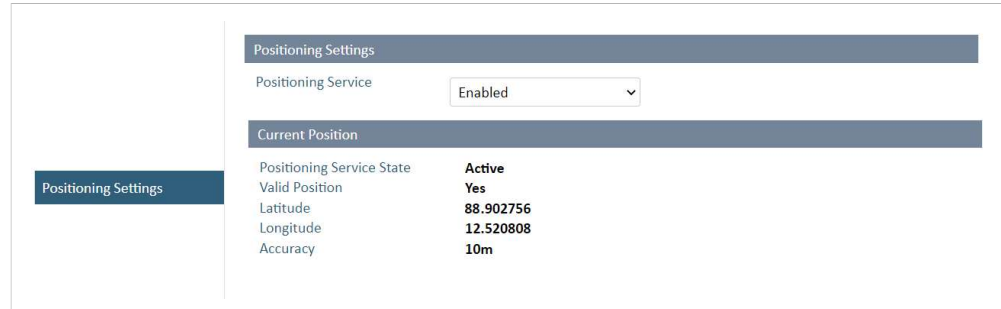 Positioning Settings
Positioning Service Enabled
Current Position
Positioning Service State Active
Positioning Settings
Valid Position Yes
Latitude 88.902756
Longitude 12.520808
Accuracy 10m